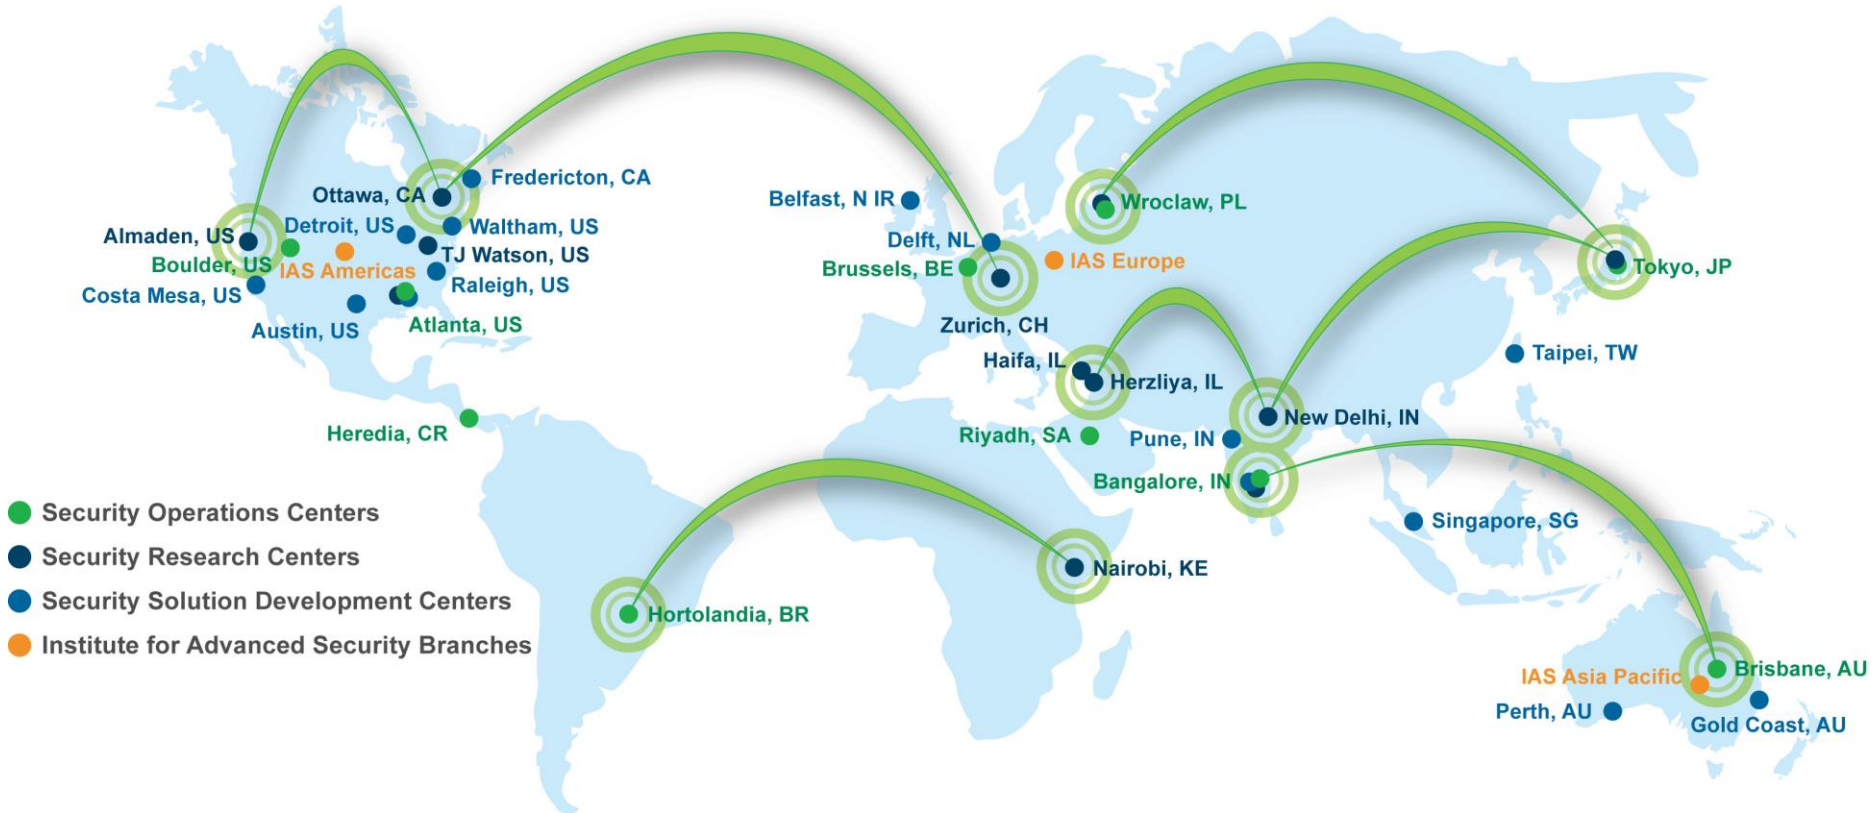 Fredericton, CA
Ottawa, CA
Belfast, N IR
Wroclaw, PL
Detroit, US
Waltham, US
Almaden, US
Delft, NL
TJ Watson, US
Boulder, US
IAS Americas
Brussels, BE
IAS Europe
Tokyo, JP
Raleigh, US
Costa Mesa, US
Atlanta, US
Zurich, CH
Austin, US
Taipei, TW
Haifa, IL
Herzliya, IL
New Delhi, IN
Heredia, CR
Riyadh, SA
Pune, IN
Bangalore, IN
Singapore, SG
Security Operations Centers
Security Research Centers
Security Solution Development Centers
Institute for Advanced Security Branches
Nairobi, KE
Hortolandia, BR
Brisbane, AU
IAS Asia Pacific
Perth, AU
Gold Coast, AU